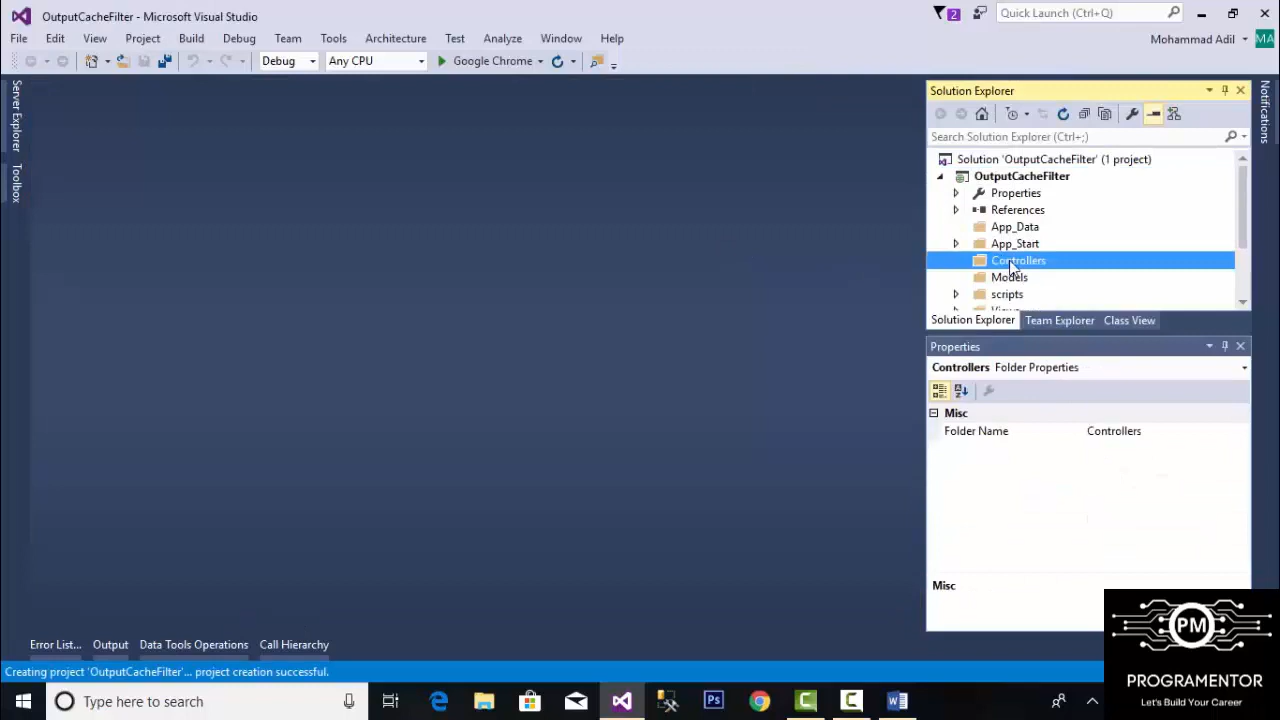 OutputCacheFilter - Microsoft Visual Studio
2
Quick Launch (Ctrl+Q)
File Edit View Project Build Debug Team Tools Architecture Test Analyze Window Help
Mohammad Adil MA
Debug Any CPU Google Chrome
Server Explorer
Toolbox
Notifications
Solution Explorer
Search Solution Explorer (Ctrl+;)
Solution 'OutputCacheFilter' (1 project)
OutputCacheFilter
Properties
References
App_Data
App_Start
Controllers
Models
scripts
Views
Solution Explorer Team Explorer Class View
Properties
Controllers Folder Properties
Misc
Folder Name Controllers
Misc
Error List... Output Data Tools Operations Call Hierarchy
Creating project 'OutputCacheFilter'... project creation successful.
Type here to search
PM
PROGRAMENTOR
Let's Build Your Career